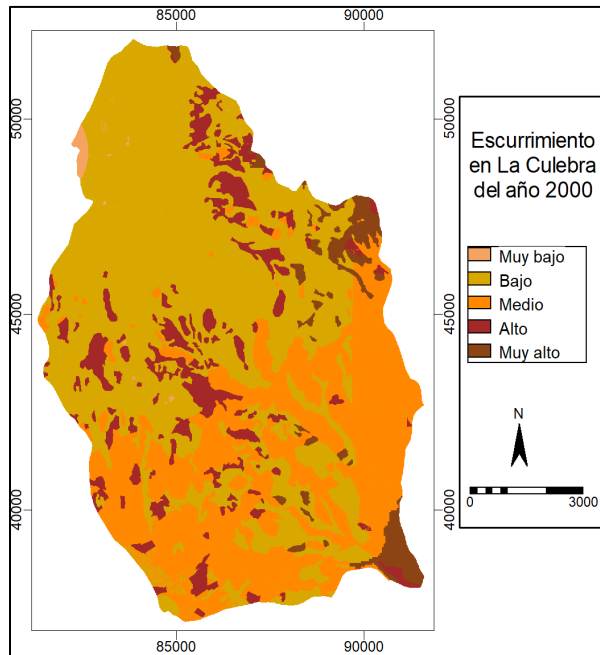 85000 90000
50000 50000
45000 45000
40000 40000
85000 90000
Escurrimiento
en La Culebra
del año 2000
Muy bajo
Bajo
Medio
Alto
Muy alto
N
0 3000